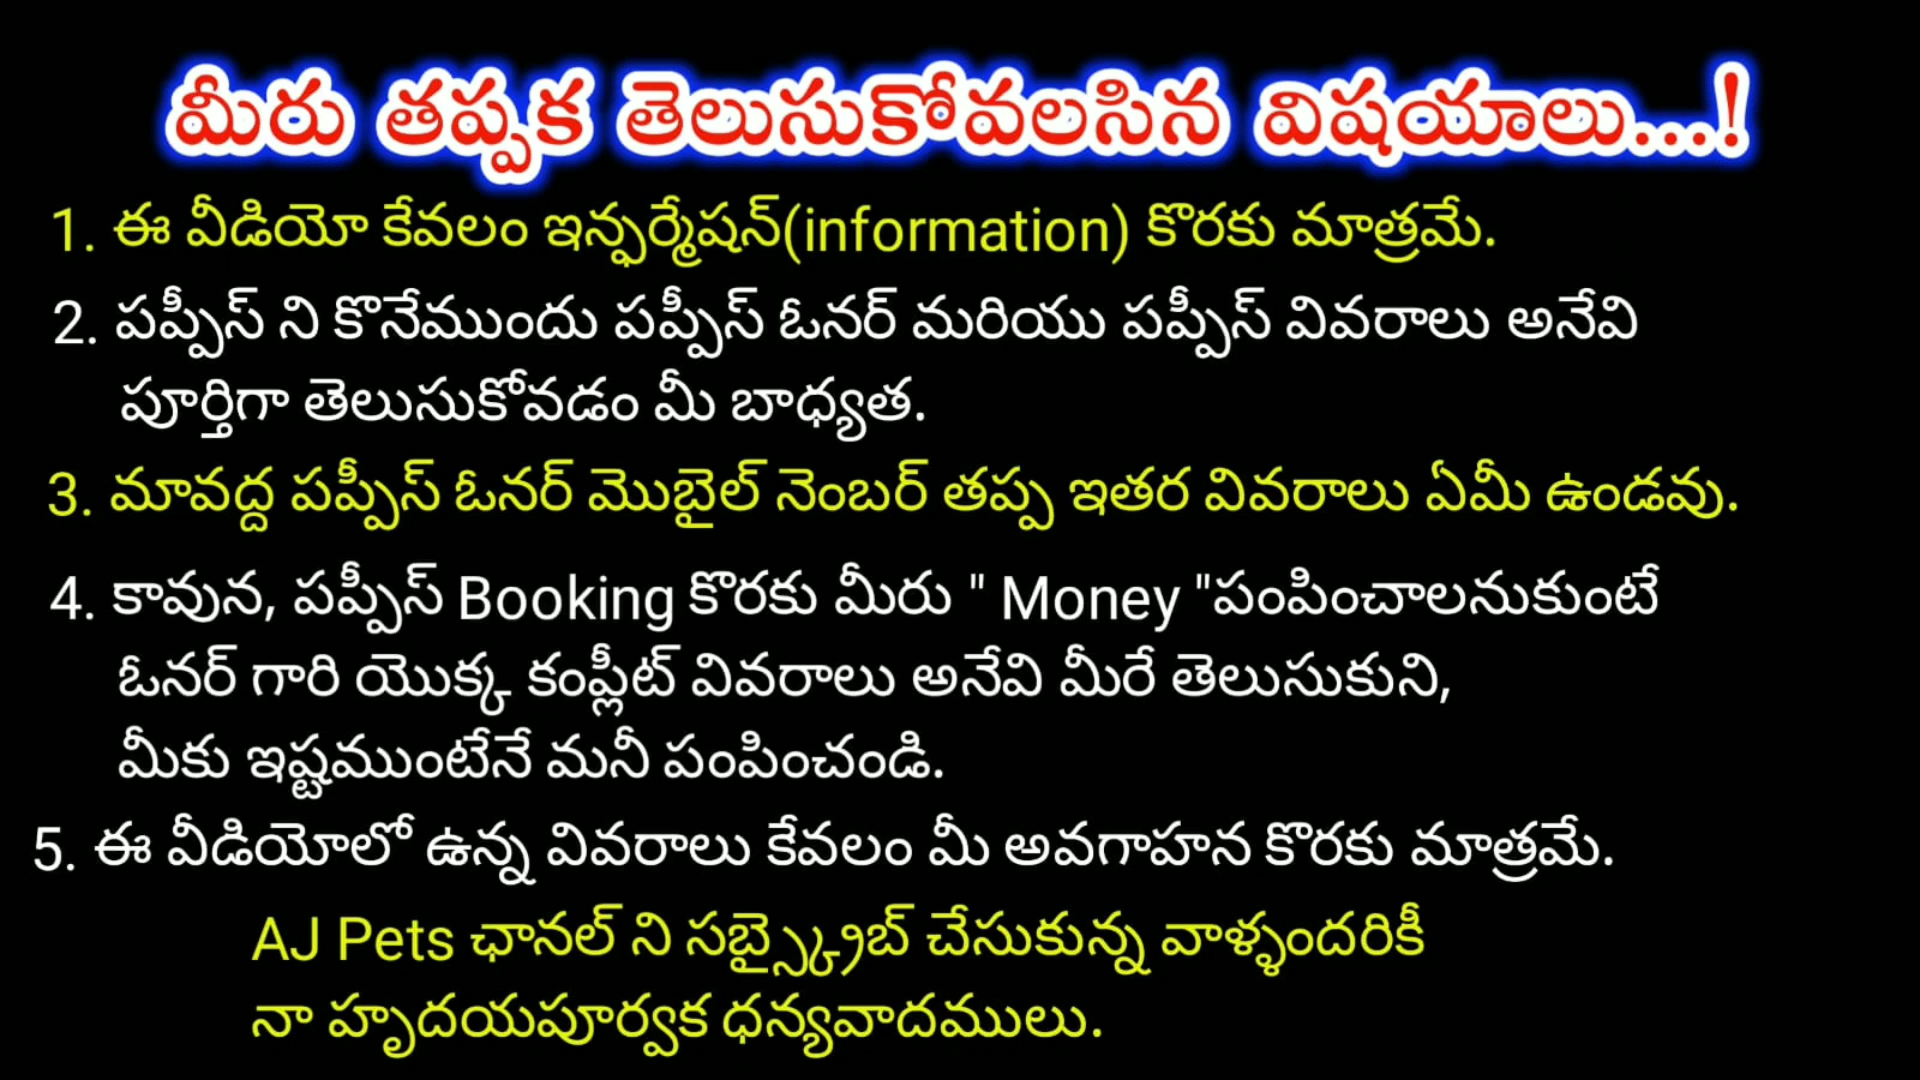 మీరు తప్పక తెలుసుకోవలసిన విషయాలు...!
1. ఈ వీడియో కేవలం ఇన్ఫర్మేషన్(information) కొరకు మాత్రమే.
2. పప్పీస్ ని కొనేముందు పప్పీస్ ఓనర్ మరియు పప్పీస్ వివరాలు అనేవి
పూర్తిగా తెలుసుకోవడం మీ బాధ్యత.
3. మావద్ద పప్పీస్ ఓనర్ మొబైల్ నెంబర్ తప్ప ఇతర వివరాలు ఏమీ ఉండవు.
4. కావున, పప్పీస్ Booking కొరకు మీరు " Money "పంపించాలనుకుంటే
ఓనర్ గారి యొక్క కంప్లీట్ వివరాలు అనేవి మీరే తెలుసుకుని,
మీకు ఇష్టముంటేనే మనీ పంపించండి.
5. ఈ వీడియోలో ఉన్న వివరాలు కేవలం మీ అవగాహన కొరకు మాత్రమే.
AJ Pets ఛానల్ ని సబ్స్క్రైబ్ చేసుకున్న వాళ్ళందరికీ
నా హృదయపూర్వక ధన్యవాదములు.